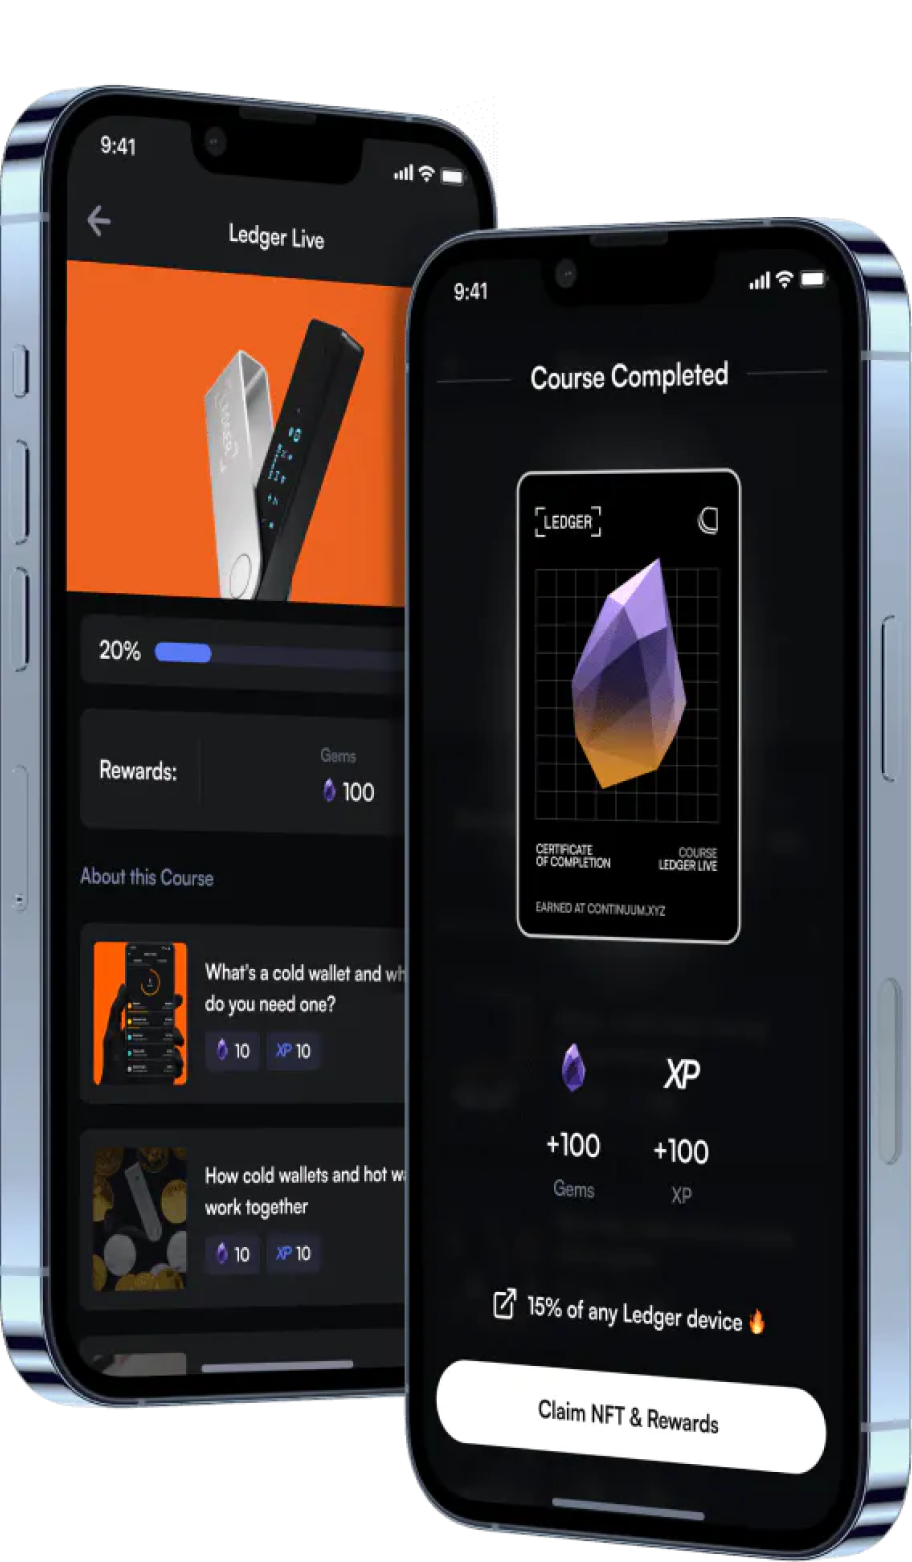 9:41
Ledger Live
LEDGER
20%
Rewards:
Gems
100
About this Course
What's a cold wallet and wh
do you need one?
10 XP 10
How cold wallets and hot wa
work together
10 XP 10
9:41
Course Completed
LEDGER
CERTIFICATE
OF COMPLETION
COURSE
LEDGER LIVE
EARNED AT CONTINUUM.XYZ
XP
+100
Gems
+100
XP
15% of any Ledger device
Claim NFT & Rewards